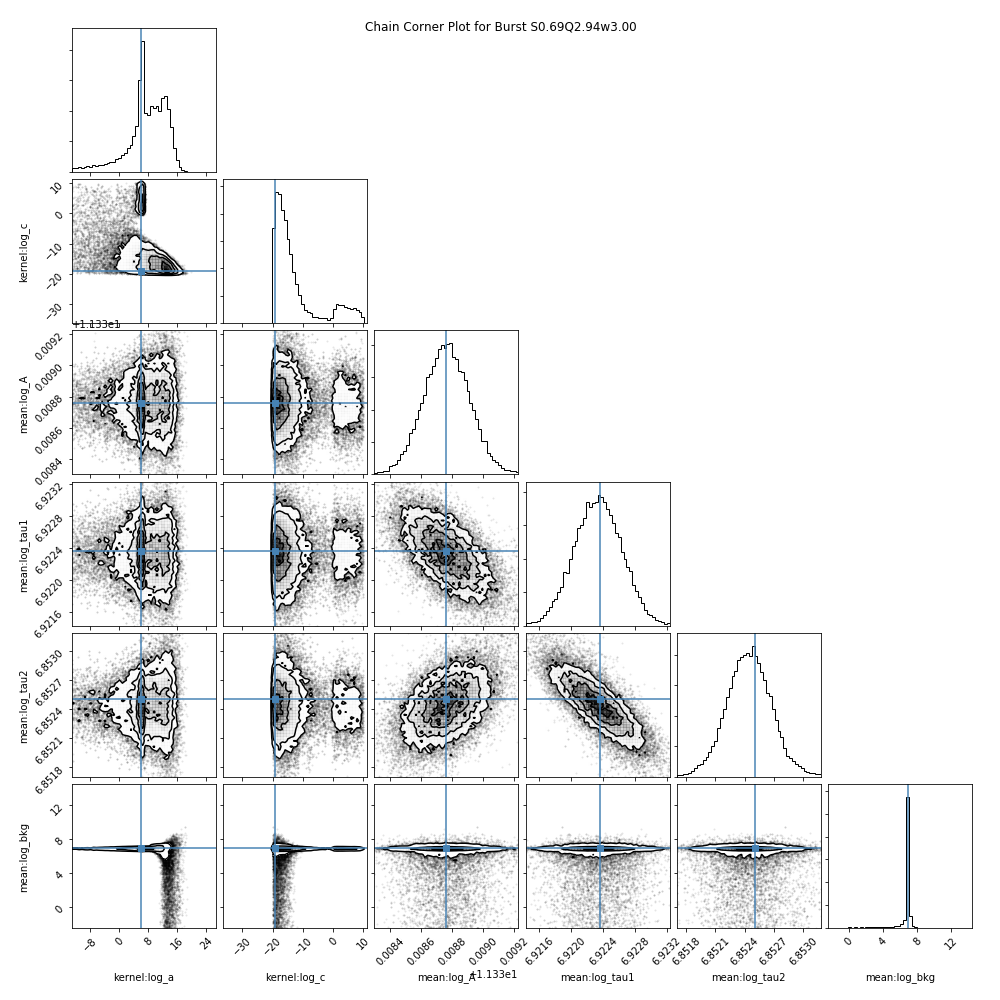 Chain Corner Plot for Burst S0.69Q2.94w3.00
10
0
−10
−20
−30
kernel:log_c
+1.133e1
0.0092
0.0090
0.0088
0.0086
0.0084
mean:log_A
6.9232
6.9228
6.9224
6.9220
6.9216
mean:log_tau1
6.8530
6.8527
6.8524
6.8521
6.8518
mean:log_tau2
12
8
4
0
mean:log_bkg
−8 0 8 16 24
−30 −20 −10 0 10
0.0084 0.0086 0.0088 0.0090 0.0092
6.9216 6.9220 6.9224 6.9228 6.9232
6.8518 6.8521 6.8524 6.8527 6.8530
0 4 8 12
kernel:log_a kernel:log_c mean:log_A +1.133e1 mean:log_tau1 mean:log_tau2 mean:log_bkg